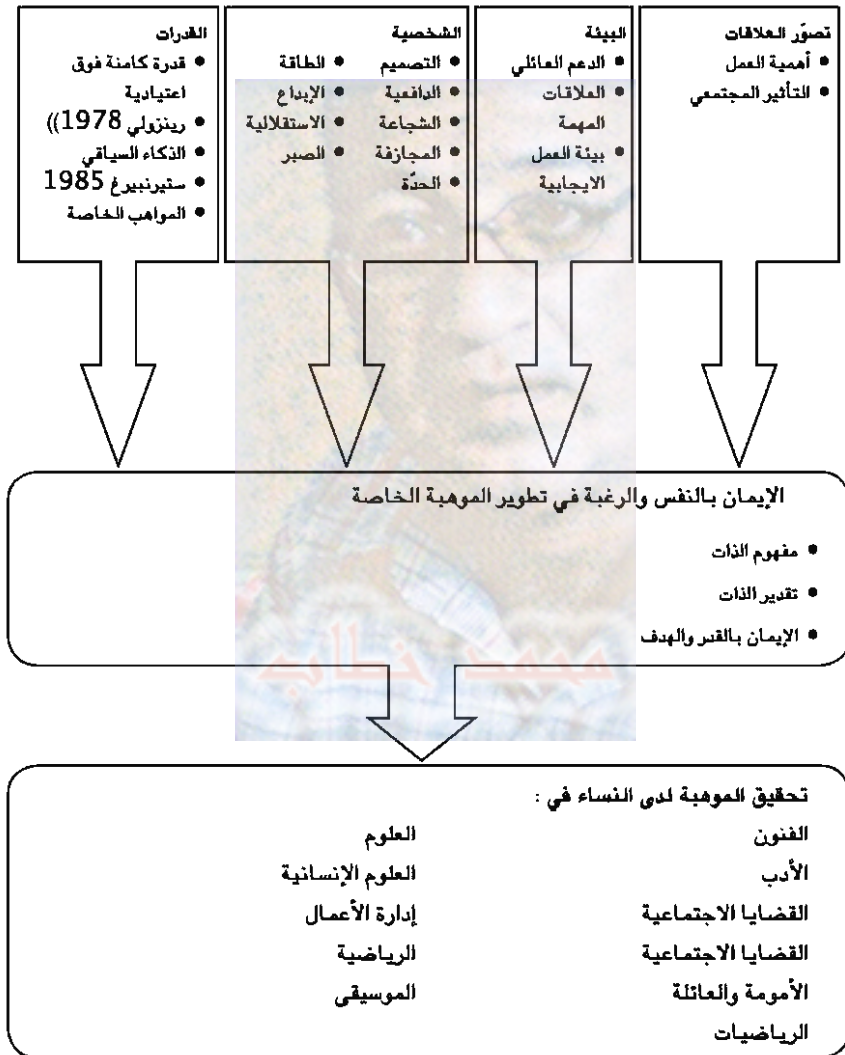 تصوّر العلاقات
● أهمية العمل
● التأثير المجتمعي
البيئة
● الدعم العائلي
● العلاقات
المهمة
● بيئة العمل
الايجابية
الشخصية
● التصميم
● الدافعية
● الشجاعة
● المجازفة
● الحدّة
● الطاقة
● الإبداع
● الاستقلالية
● الصبر
القدرات
● قدرة كامنة فوق
اعتيادية
● رينزولي 1978))
● الذكاء السياقي
● ستيرنبيرغ 1985
● المواهب الخاصة
الإيمان بالنفس والرغبة في تطوير الموهبة الخاصة
● مفهوم الذات
● تقدير الذات
● الإيمان بالقس والهدف
محمد خطاب
تحقيق الموهبة لدى النساء في :
الفنون
الأدب
القضايا الاجتماعية
القضايا الاجتماعية
الأمومة والعائلة
الرياضيات
العلوم
العلوم الإنسانية
إدارة الأعمال
الرياضية
الموسيقى